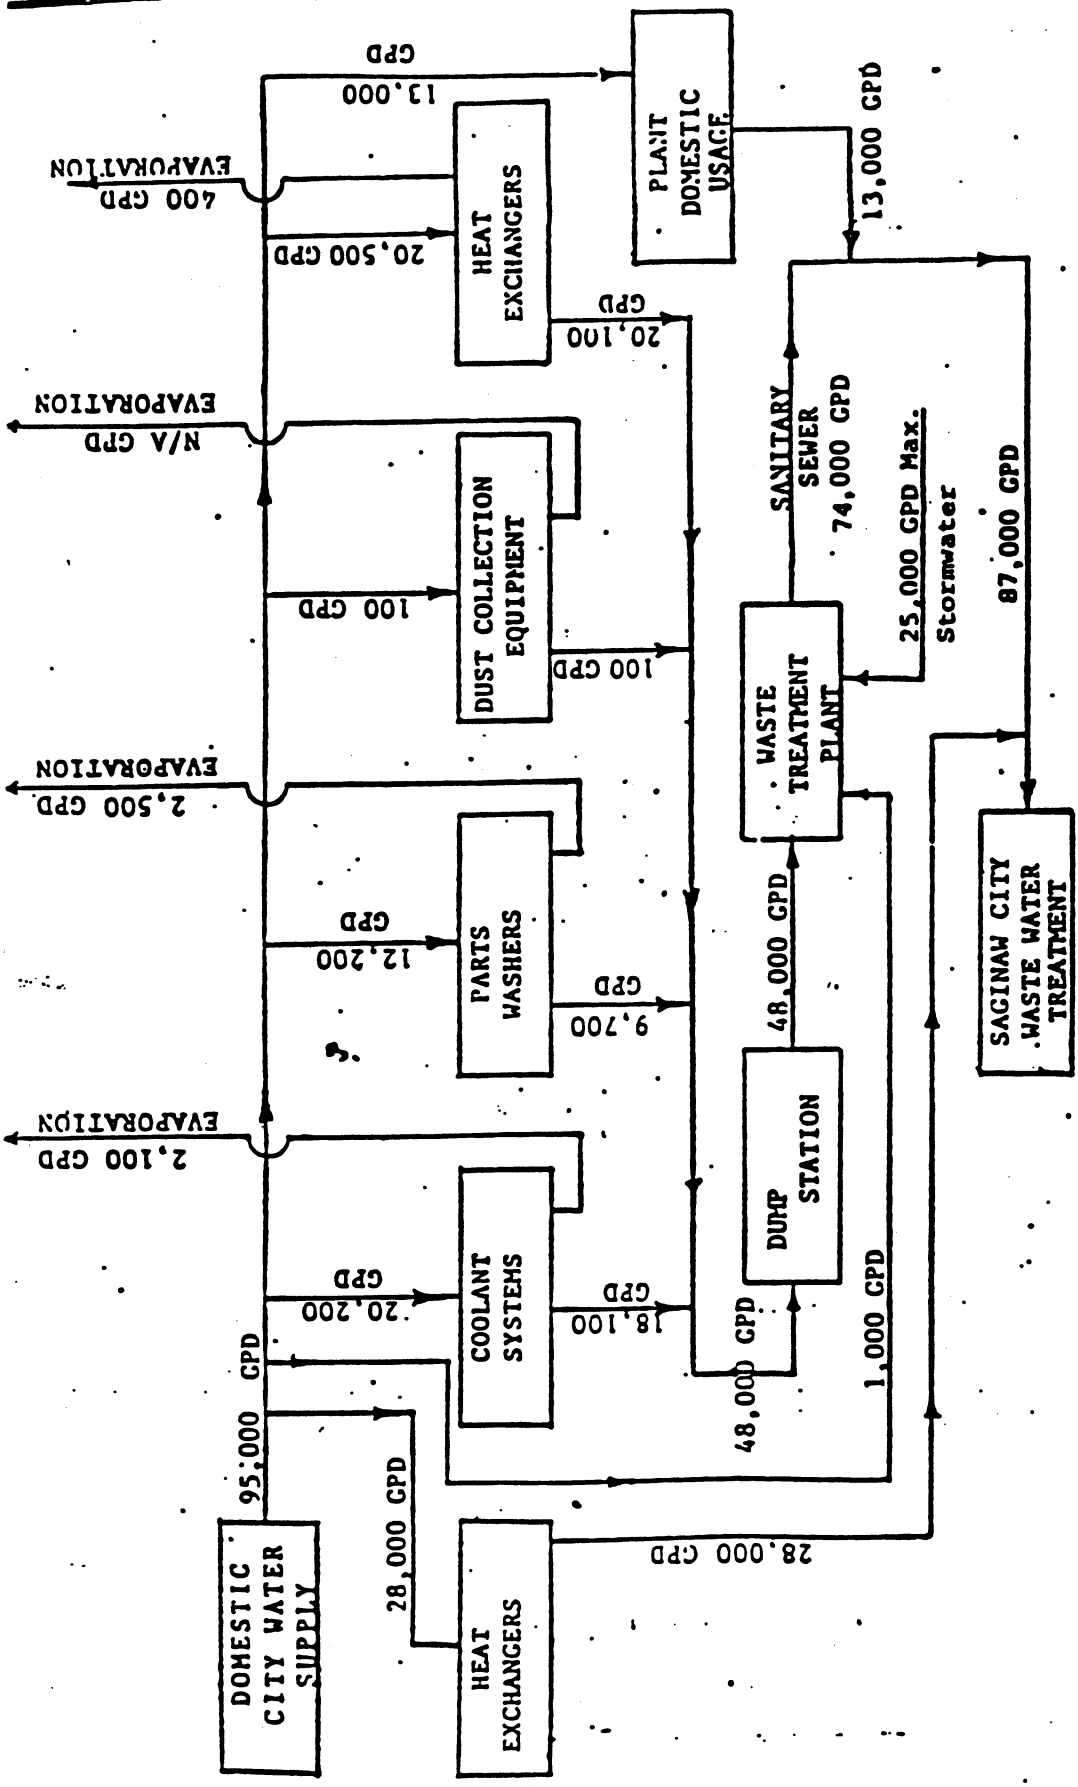 DOMESTIC
CITY WATER
SUPPLY
95,000 GPD
28,000 GPD
HEAT
EXCHANGERS
28,000 GPD
20,200
GPD
COOLANT
SYSTEMS
2,100 GPD
EVAPORATION
18,100
GPD
12,200
GPD
PARTS
WASHERS
2,500 GPD
EVAPORATION
9,700
GPD
100 GPD
DUST COLLECTION
EQUIPMENT
N/A GPD
EVAPORATION
100 GPD
20,500 GPD
HEAT
EXCHANGERS
400 GPD
EVAPORATION
20,100
GPD
13,000
GPD
PLANT
DOMESTIC
USAGE
13,000 GPD
48,000 GPD
DUMP
STATION
48,000 GPD
1,000 GPD
WASTE
TREATMENT
PLANT
SANITARY
SEWER
74,000 GPD
25,000 GPD Max.
Stormwater
87,000 GPD
SAGINAW CITY
WASTE WATER
TREATMENT